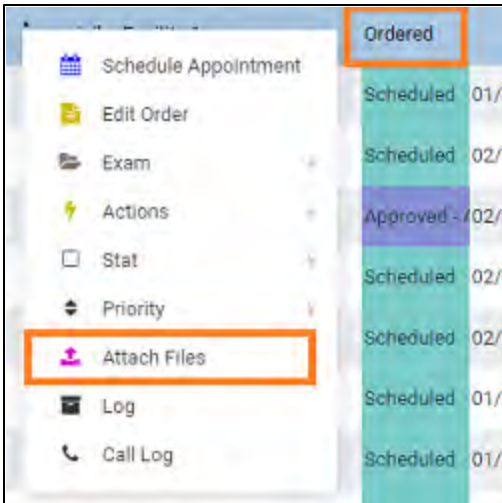 Ordered
Schedule Appointment
Scheduled 01/
Edit Order
Scheduled 02/
Exam
Approved - 02/
Actions
Scheduled 02/
Stat
Scheduled 02/
Priority
Attach Files
Scheduled 01/
Log
Scheduled 01/
Call Log